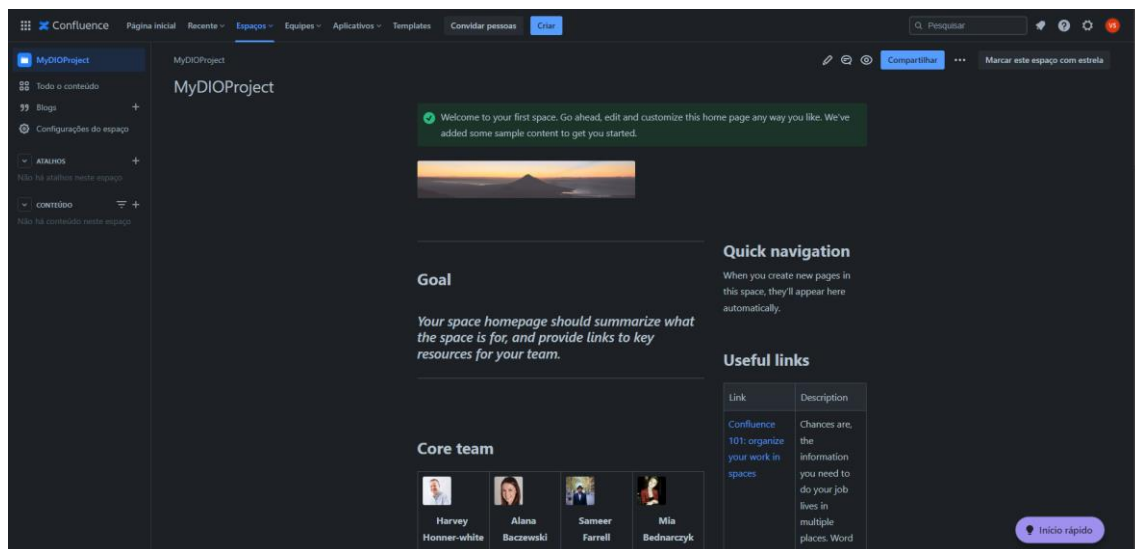 Confluence Página inicial Recente Espaços Equipes Aplicativos Templates Convidar pessoas Criar Pesquisar VS
MyDIOProject
Todo o conteúdo
Blogs
Configurações do espaço
ATALHOS
Não há atalhos neste espaço
CONTEÚDO
Não há conteúdo neste espaço
MyDIOProject
Compartilhar
Marcar este espaço com estrela
MyDIOProject
Welcome to your first space. Go ahead, edit and customize this home page any way you like. We've
added some sample content to get you started.
Goal
Your space homepage should summarize what
the space is for, and provide links to key
resources for your team.
Core team
Harvey
Honner-white
Alana
Baczewski
Sameer
Farrell
Mia
Bednarczyk
Quick navigation
When you create new pages in
this space, they'll appear here
automatically.
Useful links
Link
Description
Confluence
101: organize
your work in
spaces
Chances are,
the
information
you need to
do your job
lives in
multiple
places. Word
Início rápido